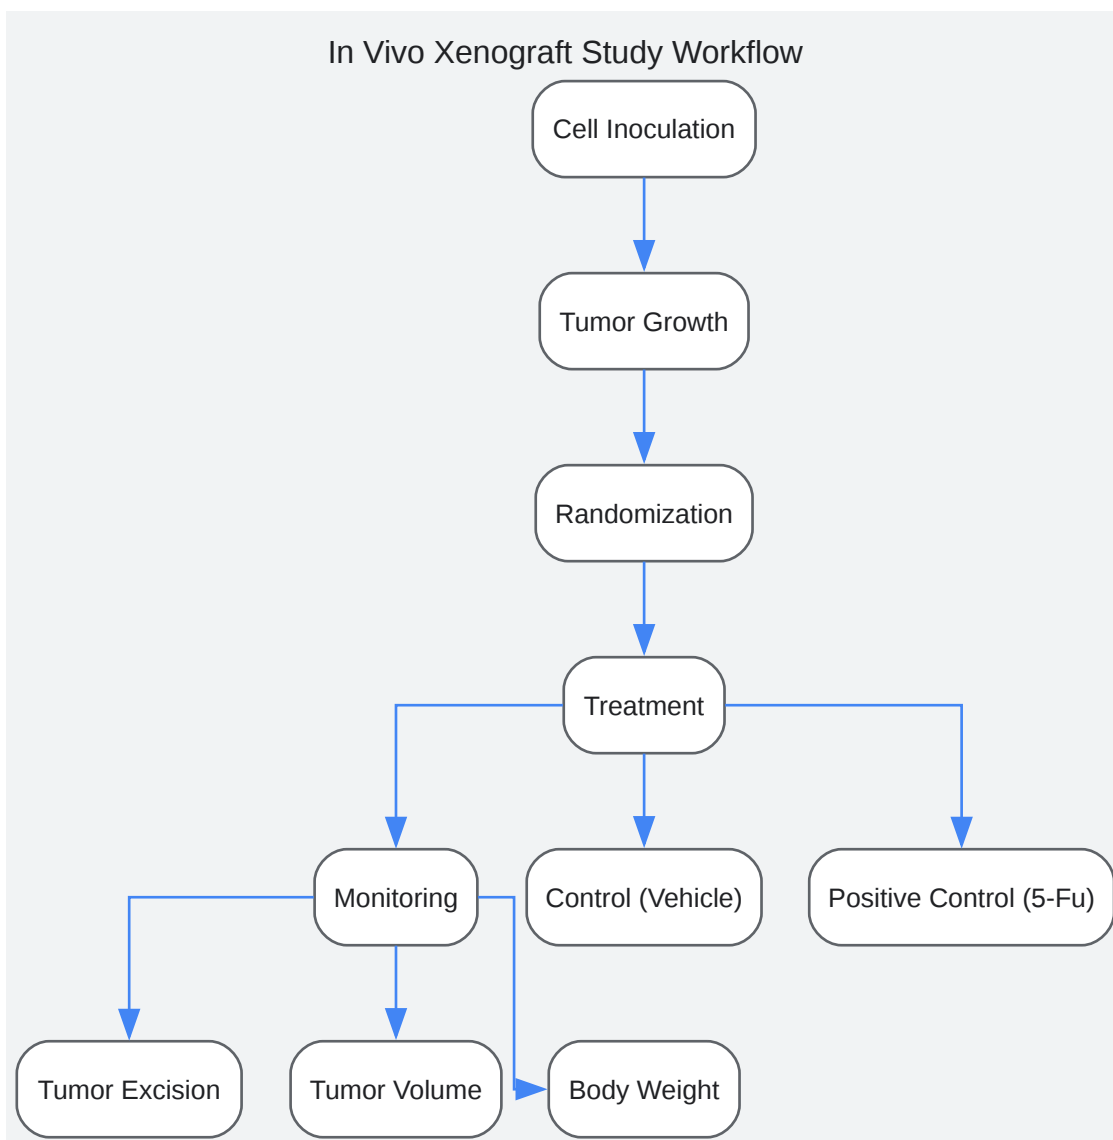 In Vivo Xenograft Study Workflow
Cell Inoculation
Tumor Growth
Randomization
Treatment
Monitoring
Control (Vehicle)
Positive Control (5-Fu)
Tumor Excision
Tumor Volume
Body Weight